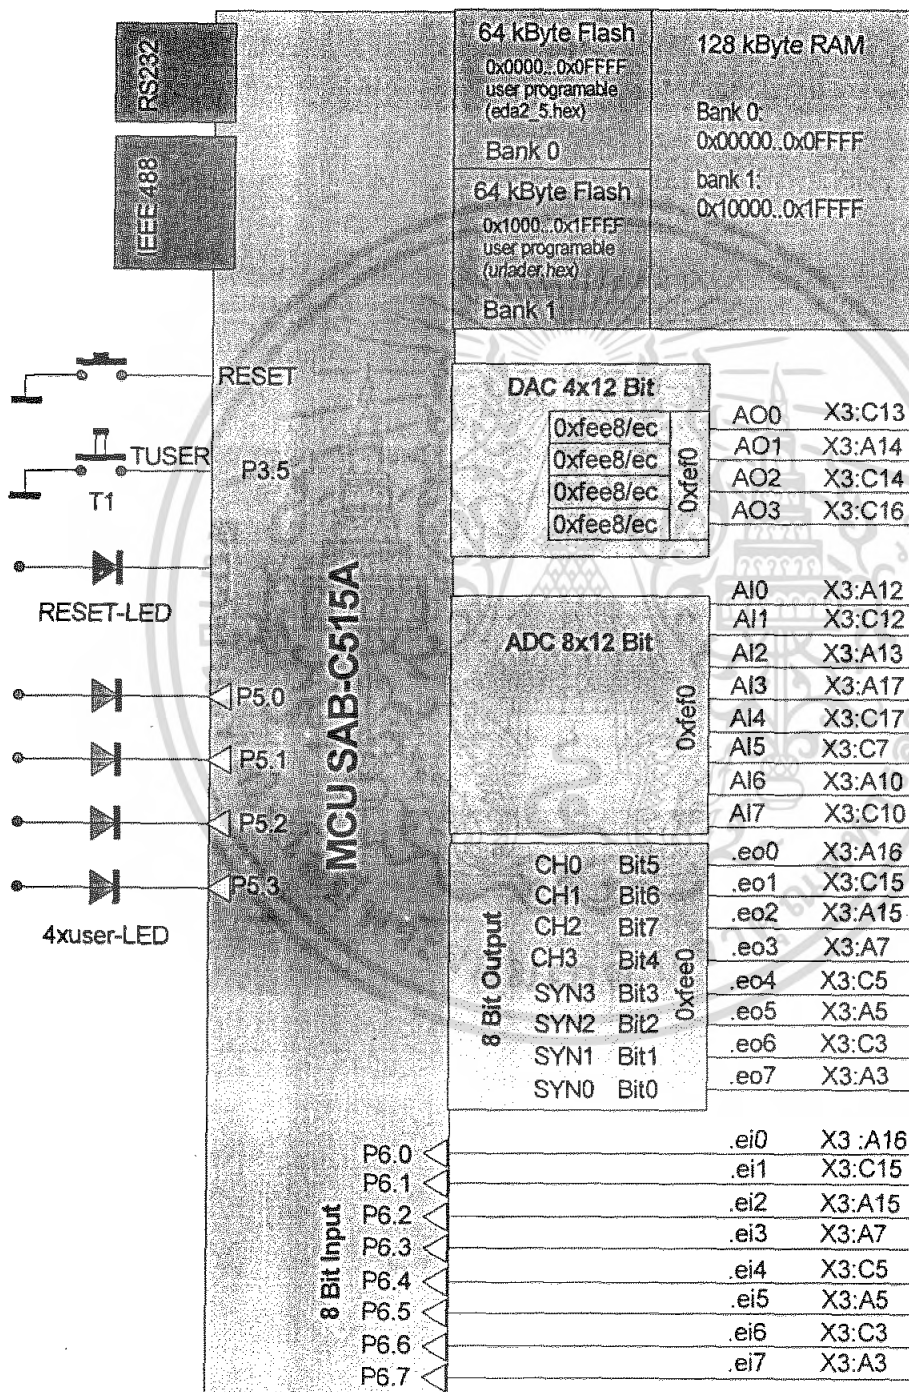 RS232
IEEE 488
64 kByte Flash
0x0000...0x0FFFF
user programable
(eda2_5.hex)
Bank 0
64 kByte Flash
0x1000...0x1FFFF
user programable
(urlader.hex)
Bank 1
128 kByte RAM
Bank 0:
0x00000..0x0FFFF
bank 1:
0x10000..0x1FFFF
RESET
TUSER
P3.5
T1
RESET-LED
P5.0
P5.1
P5.2
P5.3
4xuser-LED
MCU SAB-C515A
DAC 4x12 Bit
0xfee8/ec
0xfee8/ec
0xfee8/ec
0xfee8/ec
0xfef0
AO0 X3:C13
AO1 X3:A14
AO2 X3:C14
AO3 X3:C16
ADC 8x12 Bit
0xfef0
AI0 X3:A12
AI1 X3:C12
AI2 X3:A13
AI3 X3:A17
AI4 X3:C17
AI5 X3:C7
AI6 X3:A10
AI7 X3:C10
8 Bit Output
CH0 Bit5
CH1 Bit6
CH2 Bit7
CH3 Bit4
SYN3 Bit3
SYN2 Bit2
SYN1 Bit1
SYN0 Bit0
0xfee0
.eo0 X3:A16
.eo1 X3:C15
.eo2 X3:A15
.eo3 X3:A7
.eo4 X3:C5
.eo5 X3:A5
.eo6 X3:C3
.eo7 X3:A3
8 Bit Input
P6.0 .ei0 X3 :A16
P6.1 .ei1 X3:C15
P6.2 .ei2 X3:A15
P6.3 .ei3 X3:A7
P6.4 .ei4 X3:C5
P6.5 .ei5 X3:A5
P6.6 .ei6 X3:C3
P6.7 .ei7 X3:A3